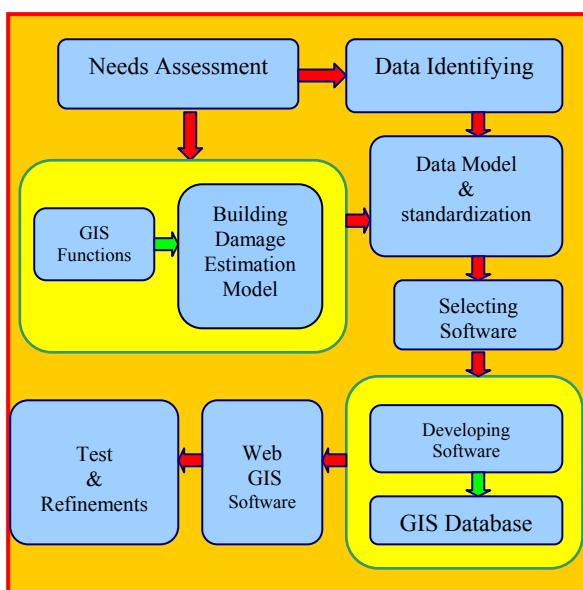 Needs Assessment
Data Identifying
Data Model
&
standardization
GIS
Functions
Building
Damage
Estimation
Model
Selecting
Software
Developing
Software
GIS Database
Web
GIS
Software
Test
&
Refinements